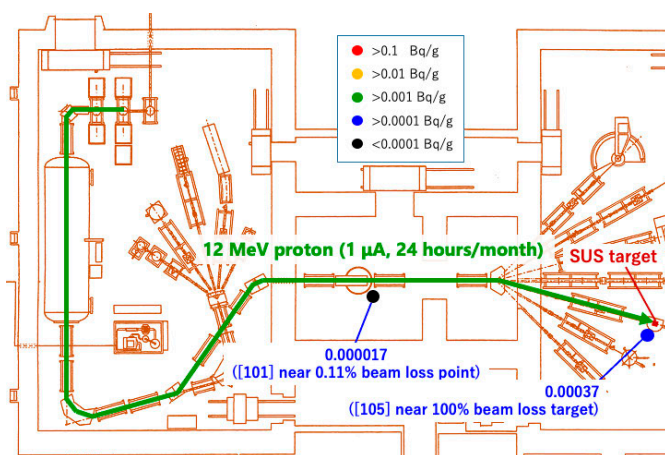 >0.1 Bq/g
>0.01 Bq/g
>0.001 Bq/g
>0.0001 Bq/g
<0.0001 Bq/g
12 MeV proton (1 μA, 24 hours/month)
SUS target
0.000017
([101] near 0.11% beam loss point)
0.00037
([105] near 100% beam loss target)